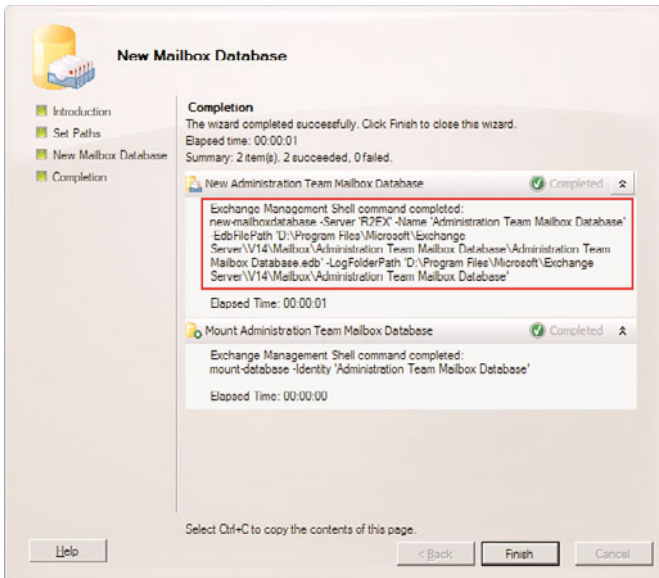 New Mailbox Database
Introduction
Set Paths
New Mailbox Database
Completion
Completion
The wizard completed successfully. Click Finish to close this wizard.
Elapsed time: 00:00:01
Summary: 2 item(s). 2 succeeded, 0 failed.
New Administration Team Mailbox Database
Completed
Exchange Management Shell command completed:
new-mailboxdatabase -Server 'R2EX' -Name 'Administration Team Mailbox Database'
-EdbFilePath 'D:\Program Files\Microsoft\Exchange
Server\V14\Mailbox\Administration Team Mailbox Database\Administration Team
Mailbox Database.edb' -LogFolderPath 'D:\Program Files\Microsoft\Exchange
Server\V14\Mailbox\Administration Team Mailbox Database'
Elapsed Time: 00:00:01
Mount Administration Team Mailbox Database
Completed
Exchange Management Shell command completed:
mount-database -Identity 'Administration Team Mailbox Database'
Elapsed Time: 00:00:00
Select Ctrl+C to copy the contents of this page.
Help
< Back
Finish
Cancel